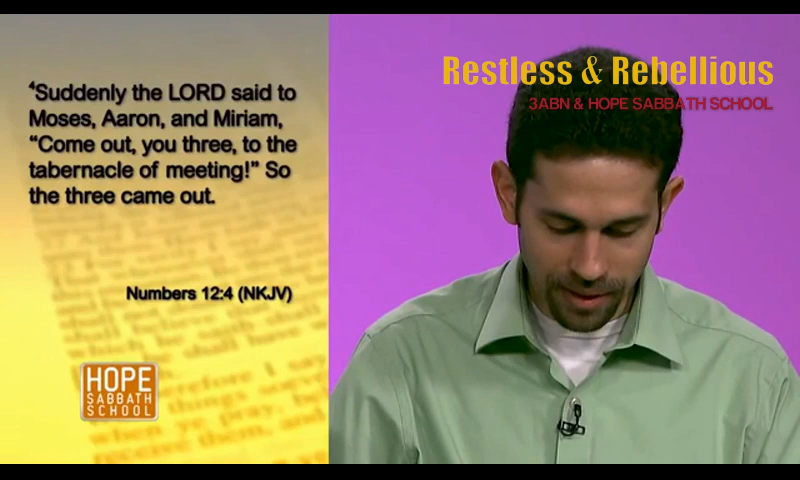 ⁴Suddenly the LORD said to
Moses, Aaron, and Miriam,
“Come out, you three, to the
tabernacle of meeting!” So
the three came out.
Numbers 12:4 (NKJV)
HOPE
SABBATH
SCHOOL
Restless & Rebellious
3ABN & HOPE SABBATH SCHOOL